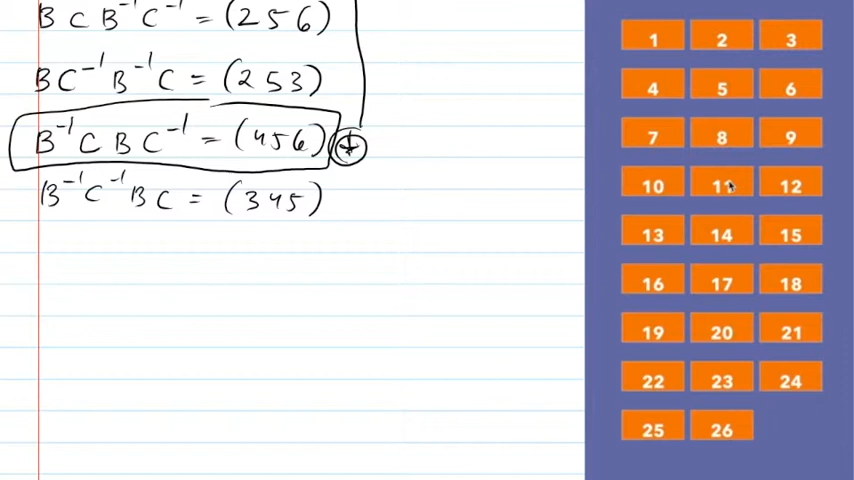 B C B⁻¹ C⁻¹ = (2 5 6)
B C⁻¹ B⁻¹ C = (2 5 3)
B⁻¹ C B C⁻¹ = (4 5 6)
B⁻¹ C⁻¹ B C = (3 4 5)
1 2 3
4 5 6
7 8 9
10 11 12
13 14 15
16 17 18
19 20 21
22 23 24
25 26